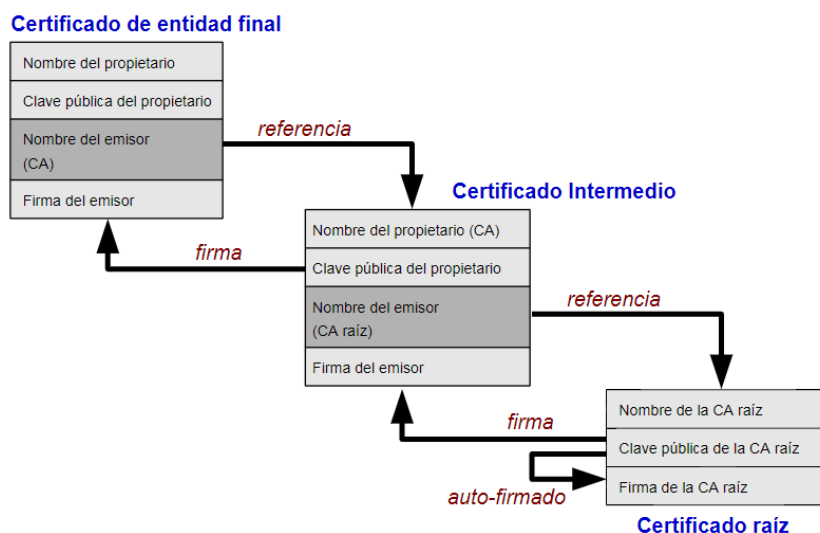 Certificado de entidad final
Nombre del propietario
Clave pública del propietario
Nombre del emisor
(CA)
Firma del emisor
referencia
Certificado Intermedio
Nombre del propietario (CA)
firma
Clave pública del propietario
Nombre del emisor
(CA raíz)
Firma del emisor
referencia
Nombre de la CA raíz
firma
Clave pública de la CA raíz
auto-firmado
Firma de la CA raíz
Certificado raíz